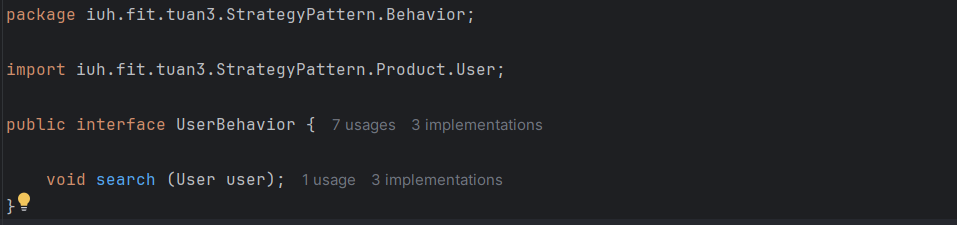 package iuh.fit.tuan3.StrategyPattern.Behavior;
import iuh.fit.tuan3.StrategyPattern.Product.User;
public interface UserBehavior { 7 usages 3 implementations
void search (User user); 1 usage 3 implementations
}